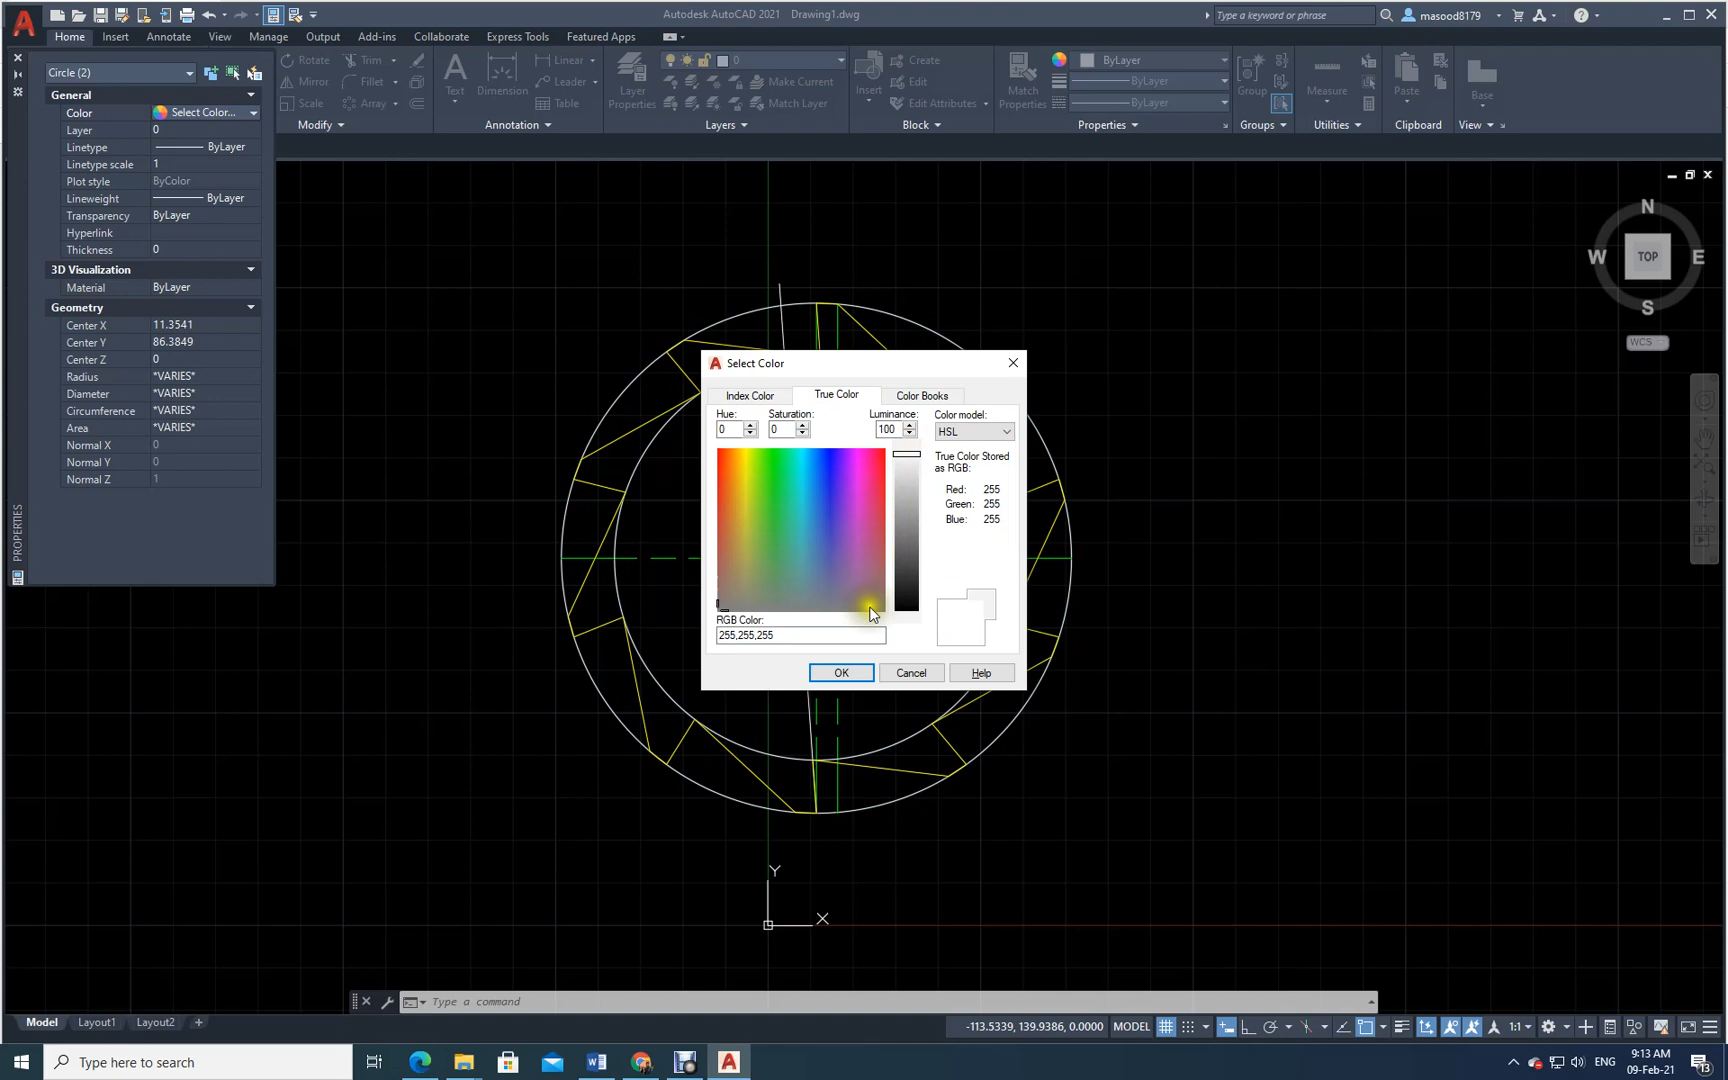 Autodesk AutoCAD 2021 Drawing1.dwg
Type a keyword or phrase
masood8179
Home Insert Annotate View Manage Output Add-ins Collaborate Express Tools Featured Apps
Rotate Trim
Mirror Fillet
Scale Array
Modify
Text
Dimension
Linear
Leader
Table
Annotation
Layer
Properties
0
Make Current
Match Layer
Layers
Insert
Create
Edit
Edit Attributes
Block
Match
Properties
ByLayer
ByLayer
ByLayer
Properties
Group
Groups
Measure
Utilities
Paste
Clipboard
Base
View
Circle (2)
General
Color Select Color...
Layer 0
Linetype ByLayer
Linetype scale 1
Plot style ByColor
Lineweight ByLayer
Transparency ByLayer
Hyperlink
Thickness 0
3D Visualization
Material ByLayer
Geometry
Center X 11.3541
Center Y 86.3849
Center Z 0
Radius *VARIES*
Diameter *VARIES*
Circumference *VARIES*
Area *VARIES*
Normal X 0
Normal Y 0
Normal Z 1
PROPERTIES
N
W TOP E
S
WCS
Select Color
Index Color True Color Color Books
Hue: Saturation: Luminance: Color model:
0 0 100 HSL
True Color Stored
as RGB:
Red: 255
Green: 255
Blue: 255
RGB Color:
255,255,255
OK Cancel Help
Y
X
Type a command
Model Layout1 Layout2 +
-113.5339, 139.9386, 0.0000 MODEL 1:1
Type here to search
W
A
ENG
9:13 AM
09-Feb-21
13